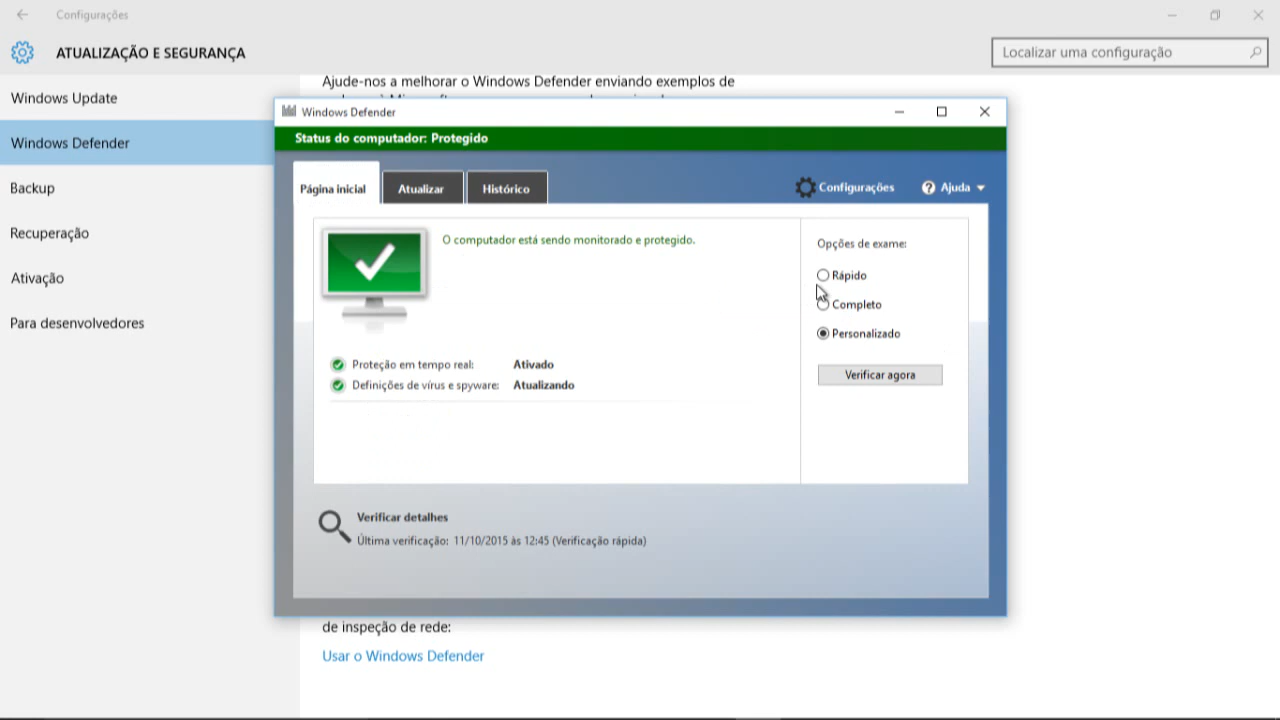 Configurações
ATUALIZAÇÃO E SEGURANÇA
Localizar uma configuração
Windows Update
Windows Defender
Backup
Recuperação
Ativação
Para desenvolvedores
Ajude-nos a melhorar o Windows Defender enviando exemplos de
Windows Defender
Status do computador: Protegido
Página inicial
Atualizar
Histórico
Configurações
Ajuda
O computador está sendo monitorado e protegido.
Proteção em tempo real: Ativado
Definições de vírus e spyware: Atualizando
Opções de exame:
Rápido
Completo
Personalizado
Verificar agora
Verificar detalhes
Última verificação: 11/10/2015 às 12:45 (Verificação rápida)
de inspeção de rede:
Usar o Windows Defender